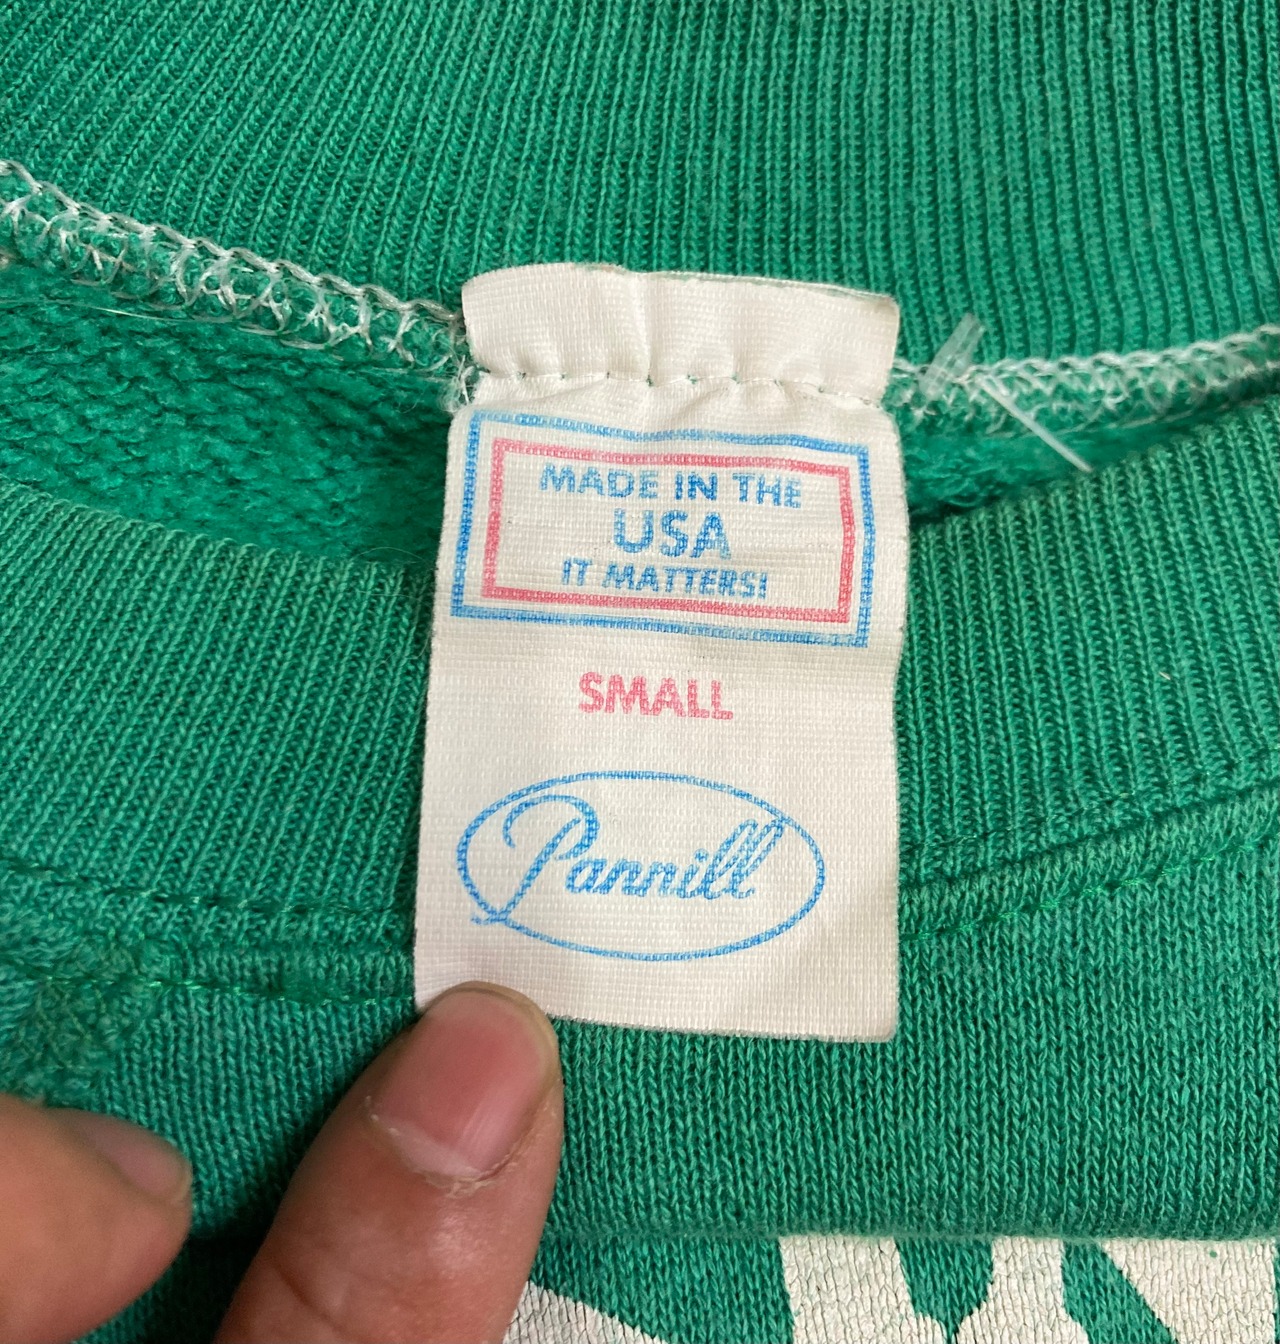 MADE IN THE
USA
IT MATTERS!
SMALL
Pannill